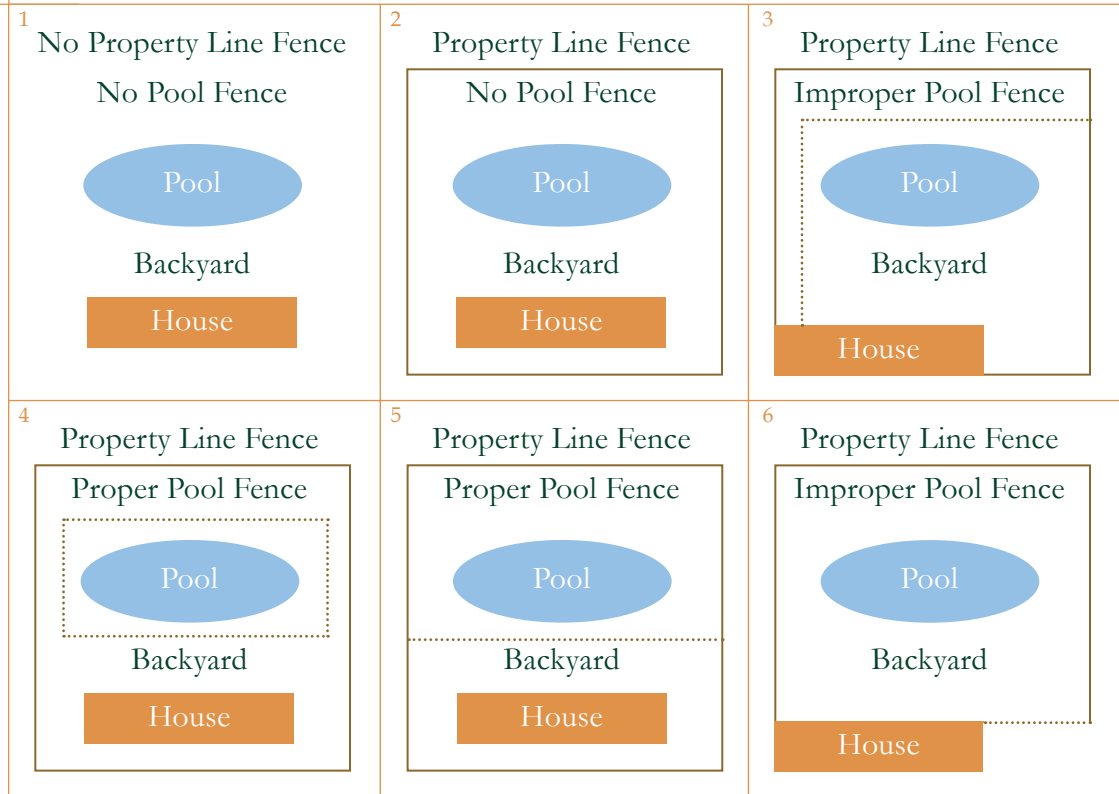 1
No Property Line Fence
No Pool Fence
Pool
Backyard
House
2
Property Line Fence
No Pool Fence
Pool
Backyard
House
3
Property Line Fence
Improper Pool Fence
Pool
Backyard
House
4
Property Line Fence
Proper Pool Fence
Pool
Backyard
House
5
Property Line Fence
Proper Pool Fence
Pool
Backyard
House
6
Property Line Fence
Improper Pool Fence
Pool
Backyard
House